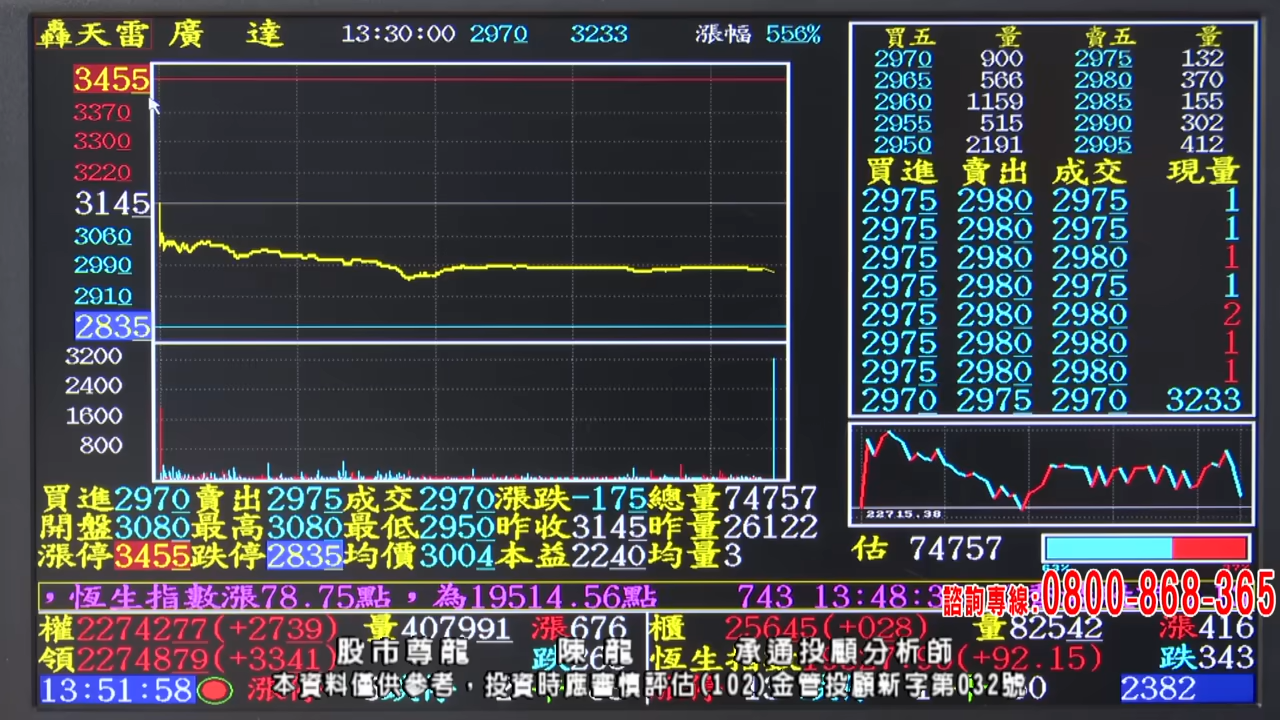 轟天雷 廣達 13:30:00 2970 3233 漲幅 556%
3455
3370
3300
3220
3145
3060
2990
2910
2835
3200
2400
1600
800
買五 量 賣五 量
2970 900 2975 132
2965 566 2980 370
2960 1159 2985 155
2955 515 2990 302
2950 2191 2995 412
買進 賣出 成交 現量
2975 2980 2975 1
2975 2980 2975 1
2975 2980 2980 1
2975 2980 2975 1
2975 2980 2980 2
2975 2980 2980 1
2975 2980 2980 1
2970 2975 2970 3233
22715.38
估 74757
買進2970賣出2975成交2970漲跌-175總量74757
開盤3080最高3080最低2950昨收3145昨量26122
漲停3455跌停2835均價3004本益2240均量3
，恆生指數漲78.75點，為19514.56點 743 13:48:3
諮詢專線:0800-868-365
權2274277(+2739) 量407991 漲676 櫃 25645(+028) 量82542 漲416
領2274879(+3341) 跌26 恆生指 (+92.15) 跌343
股市尊龍 陳龍 承通投顧分析師
13:51:58 2382
本資料僅供參考，投資時應審慎評估(102)金管投顧新字第032號